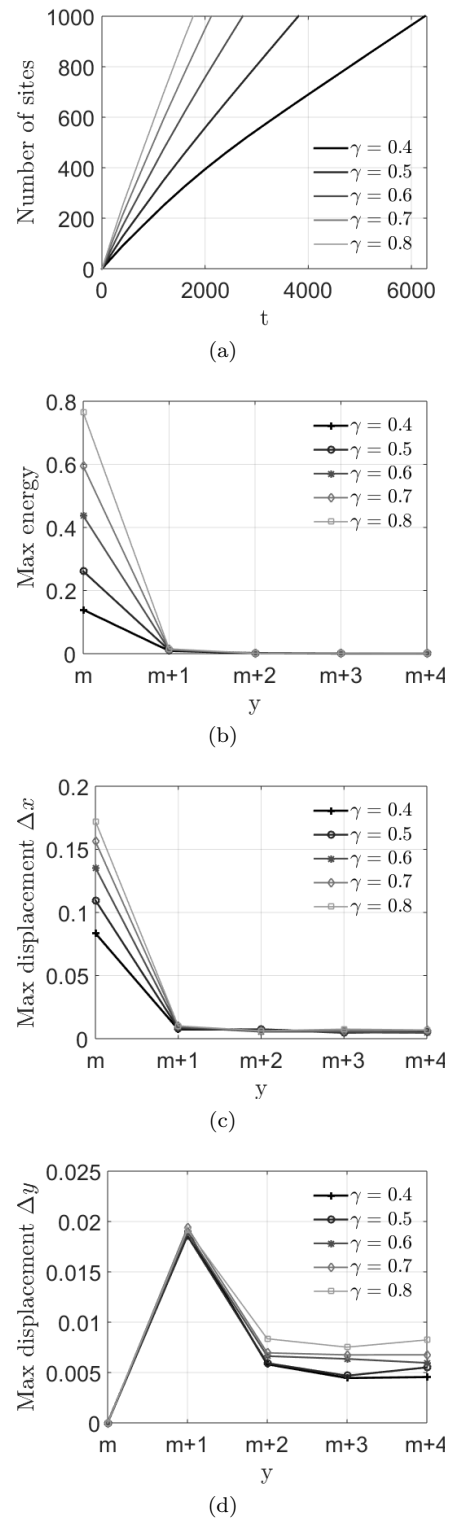 1000
800
600
400
200
0
Number of sites
γ = 0.4
γ = 0.5
γ = 0.6
γ = 0.7
γ = 0.8
0 2000 4000 6000
t
(a)
0.8
0.6
0.4
0.2
0
Max energy
γ = 0.4
γ = 0.5
γ = 0.6
γ = 0.7
γ = 0.8
m m+1 m+2 m+3 m+4
y
(b)
0.2
0.15
0.1
0.05
0
Max displacement Δx
γ = 0.4
γ = 0.5
γ = 0.6
γ = 0.7
γ = 0.8
m m+1 m+2 m+3 m+4
y
(c)
0.025
0.02
0.015
0.01
0.005
0
Max displacement Δy
γ = 0.4
γ = 0.5
γ = 0.6
γ = 0.7
γ = 0.8
m m+1 m+2 m+3 m+4
y
(d)